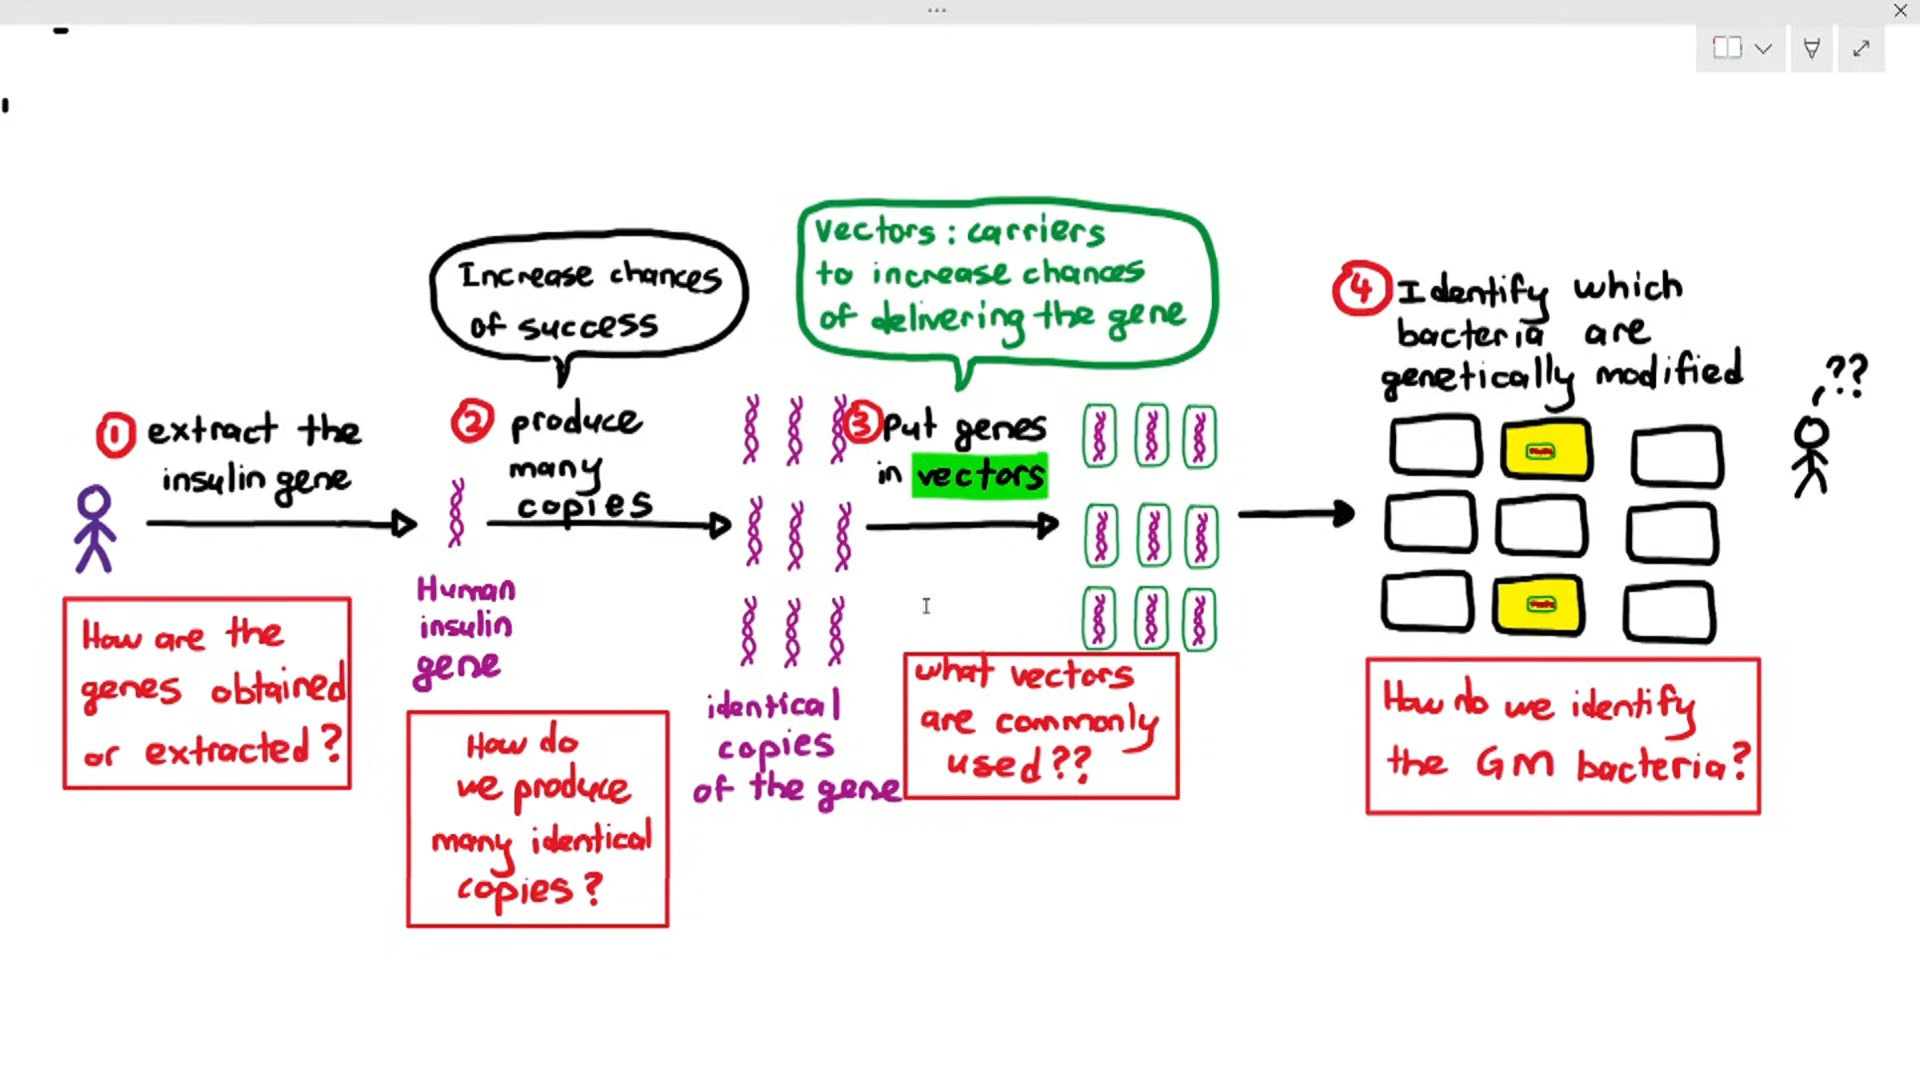 Increase chances
of success
Vectors : carriers
to increase chances
of delivering the gene
① extract the
insulin gene
② produce
many
copies
Human
insulin
gene
identical
copies
of the gene
③ Put genes
in vectors
④ Identify which
bacteria are
genetically modified
??
How are the
genes obtained
or extracted?
How do
we produce
many identical
copies?
what vectors
are commonly
used??
How do we identify
the GM bacteria?